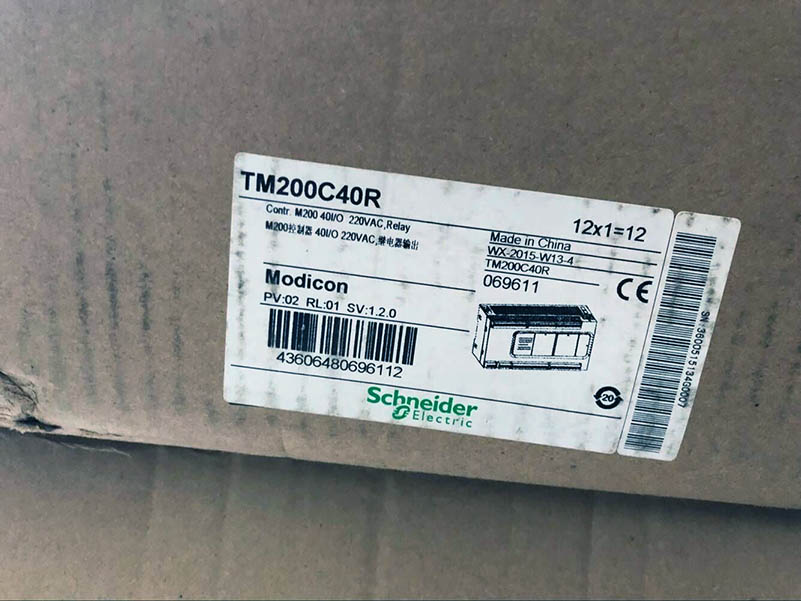 TM200C40R
12x1=12
Contr. M200 40I/O 220VAC,Relay
M200控制器 40I/O 220VAC,继电器输出
Made in China
WX-2015-W13-4
TM200C40R
069611
CE
Modicon
PV:02 RL:01 SV:1.2.0
43606480696112
20
Schneider
Electric
SN:360051513400007